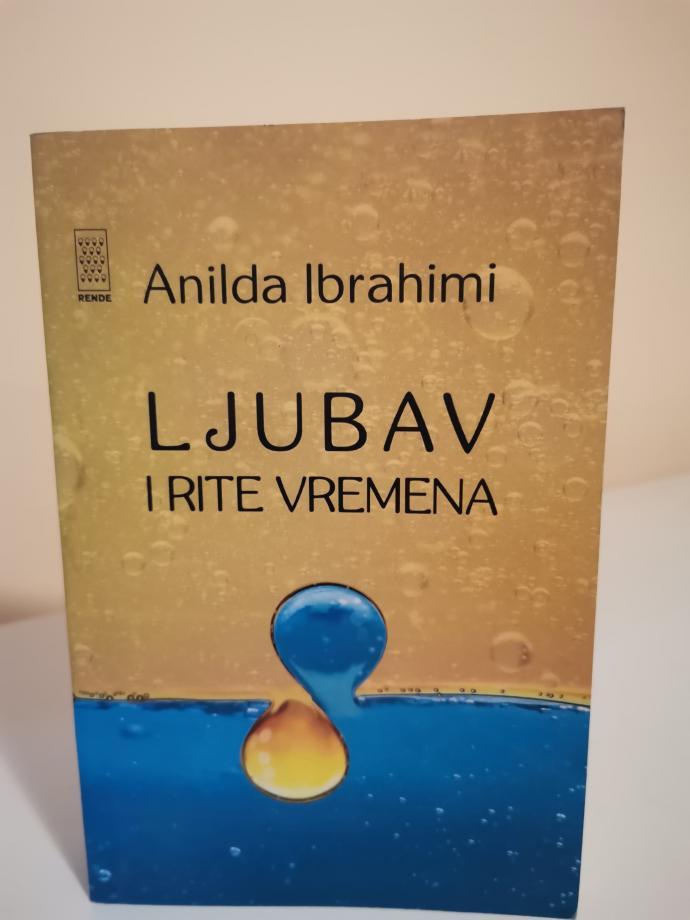 RENDE
Anilda Ibrahimi
LJUBAV
I RITE VREMENA